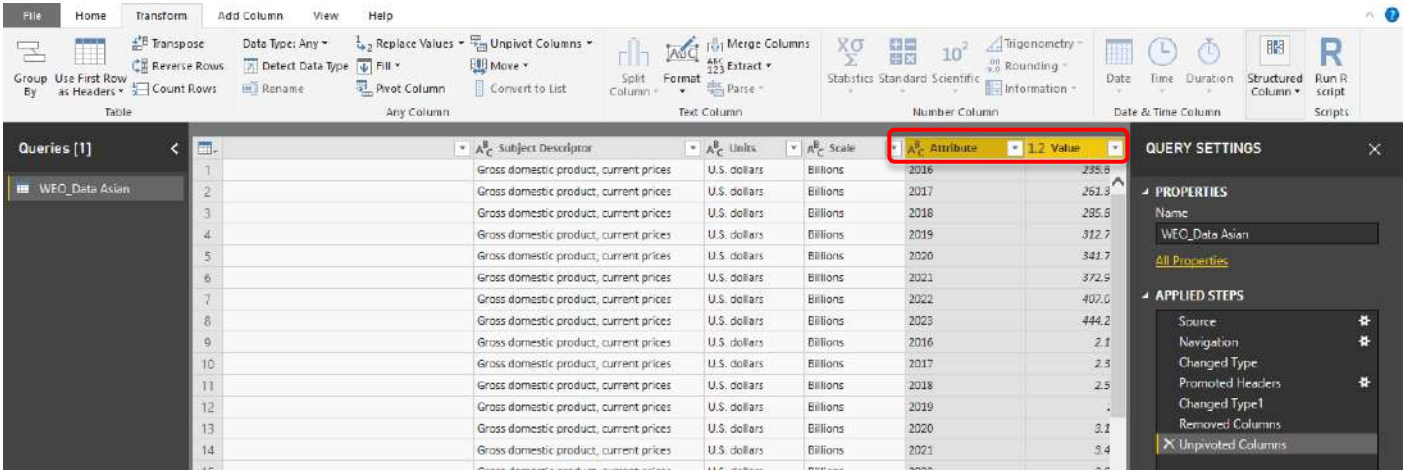 File Home Transform Add Column View Help
Group By
Use First Row as Headers
Transpose
Reverse Rows
Count Rows
Table
Data Type: Any
Detect Data Type
Rename
1 2 Replace Values
Fill
Pivot Column
Unpivot Columns
Move
Convert to List
Any Column
Split Column
ABC
Format
Merge Columns
ABC 123 Extract
abc Parse
Text Column
XΣ Statistics
Standard
10² Scientific
Trigonometry
Rounding
Information
Number Column
Date
Time
Duration
Date & Time Column
Structured Column
R
Run R script
Scripts
Queries [1]
WEO_Data Asian
ABC Subject Descriptor ABC Units ABC Scale ABC Attribute 1.2 Value
1 Gross domestic product, current prices U.S. dollars Billions 2016 235.6
2 Gross domestic product, current prices U.S. dollars Billions 2017 261.3
3 Gross domestic product, current prices U.S. dollars Billions 2018 285.8
4 Gross domestic product, current prices U.S. dollars Billions 2019 312.7
5 Gross domestic product, current prices U.S. dollars Billions 2020 341.7
6 Gross domestic product, current prices U.S. dollars Billions 2021 372.9
7 Gross domestic product, current prices U.S. dollars Billions 2022 407.0
8 Gross domestic product, current prices U.S. dollars Billions 2023 444.2
9 Gross domestic product, current prices U.S. dollars Billions 2016 2.1
10 Gross domestic product, current prices U.S. dollars Billions 2017 2.3
11 Gross domestic product, current prices U.S. dollars Billions 2018 2.5
12 Gross domestic product, current prices U.S. dollars Billions 2019
13 Gross domestic product, current prices U.S. dollars Billions 2020 3.1
14 Gross domestic product, current prices U.S. dollars Billions 2021 3.4
QUERY SETTINGS
PROPERTIES
Name
WEO_Data Asian
All Properties
APPLIED STEPS
Source
Navigation
Changed Type
Promoted Headers
Changed Type1
Removed Columns
Unpivoted Columns